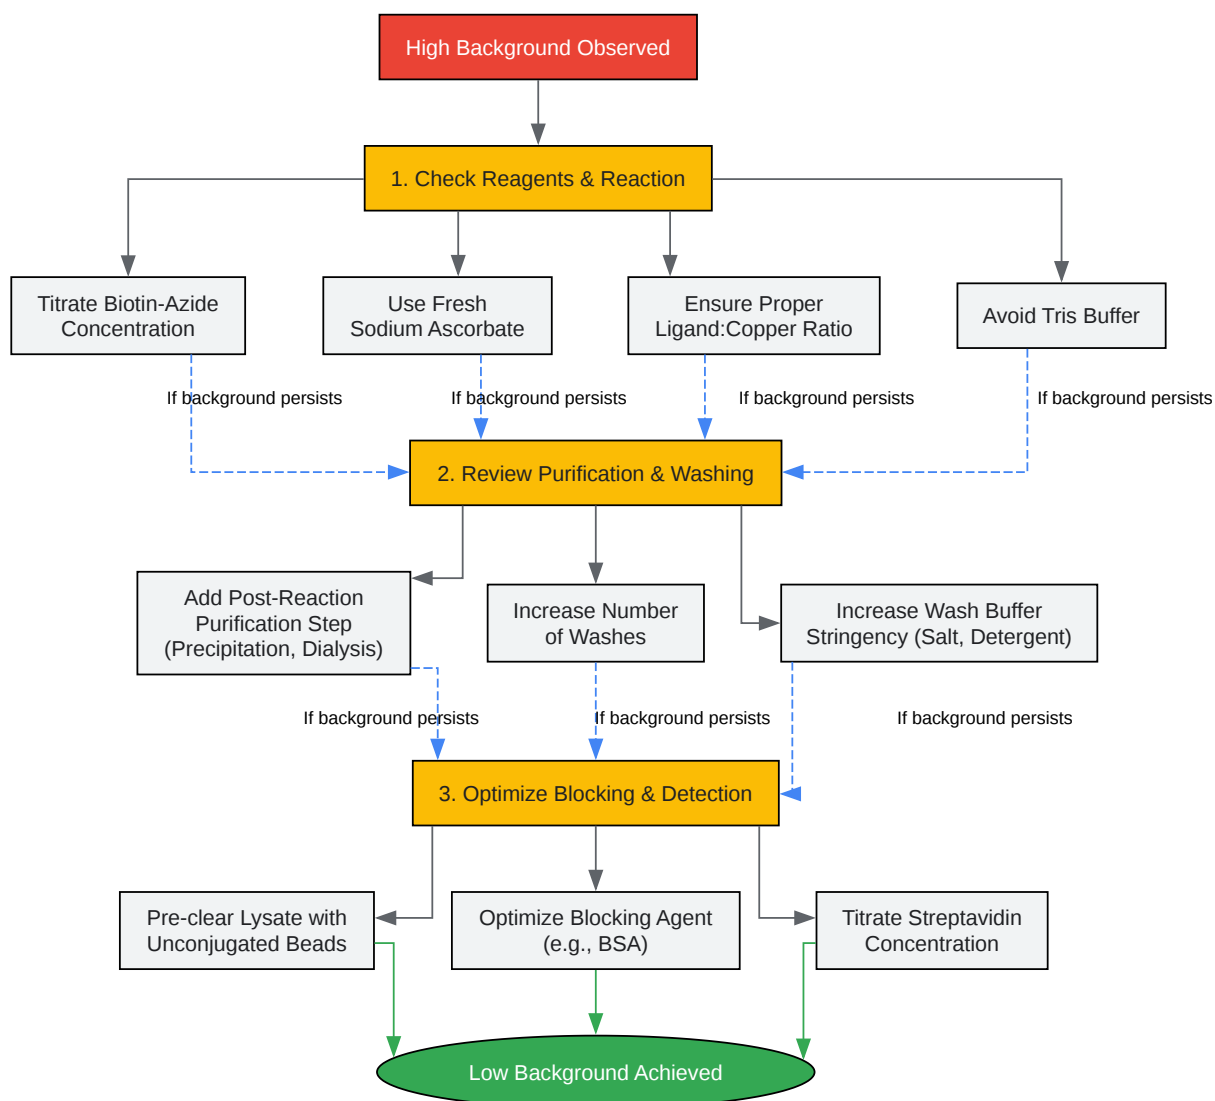 High Background Observed
1. Check Reagents & Reaction
Titrate Biotin-Azide
Concentration
Use Fresh
Sodium Ascorbate
Ensure Proper
Ligand:Copper Ratio
Avoid Tris Buffer
If background persists
If background persists
If background persists
If background persists
2. Review Purification & Washing
Add Post-Reaction
Purification Step
(Precipitation, Dialysis)
Increase Number
of Washes
Increase Wash Buffer
Stringency (Salt, Detergent)
If background persists
If background persists
If background persists
3. Optimize Blocking & Detection
Pre-clear Lysate with
Unconjugated Beads
Optimize Blocking Agent
(e.g., BSA)
Titrate Streptavidin
Concentration
Low Background Achieved